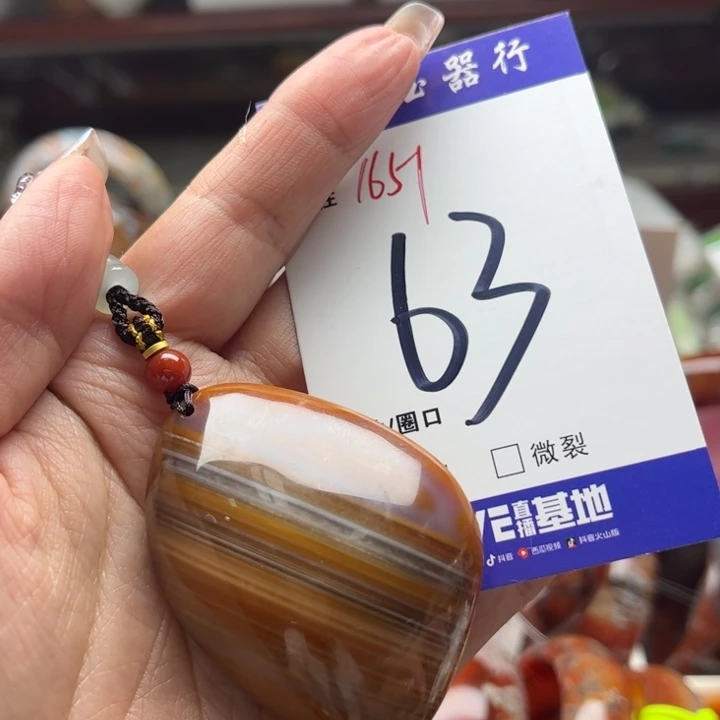 器行
1651
63
圈口
微裂
直播基地
抖音 西瓜视频 抖音火山版